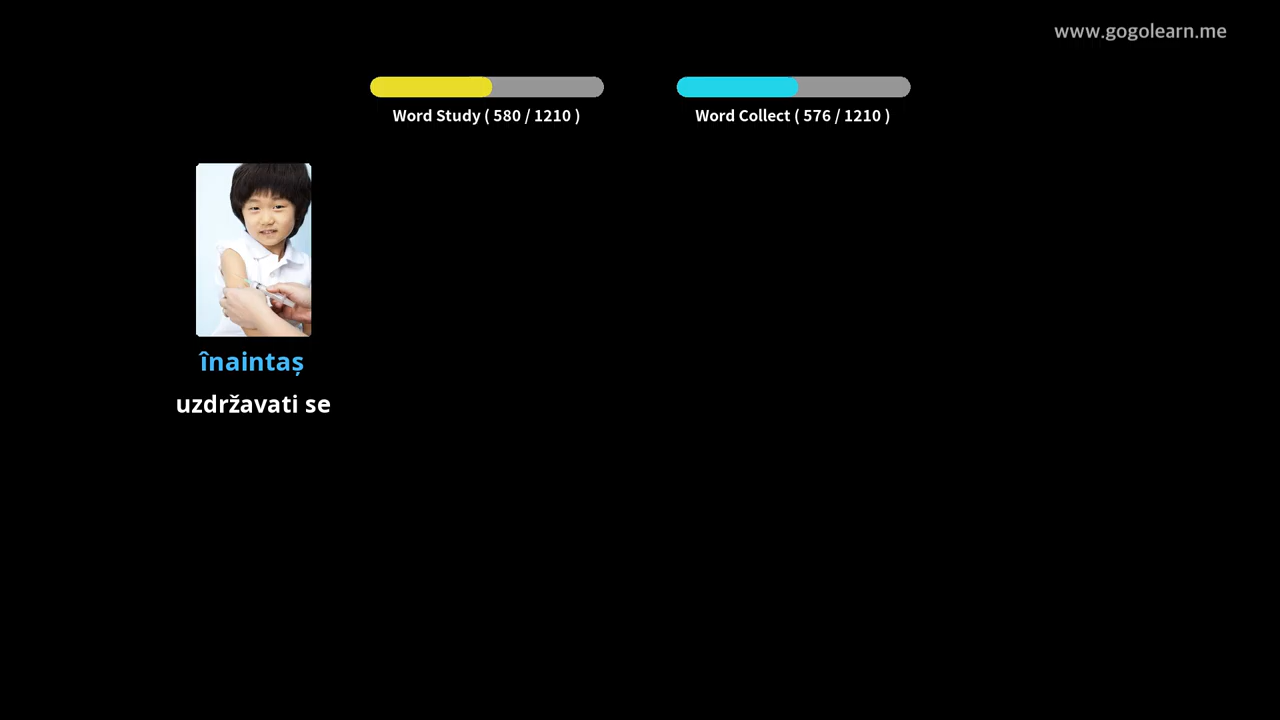 www.gogolearn.me
Word Study ( 580 / 1210 )
Word Collect ( 576 / 1210 )
înaintaș
uzdržavati se